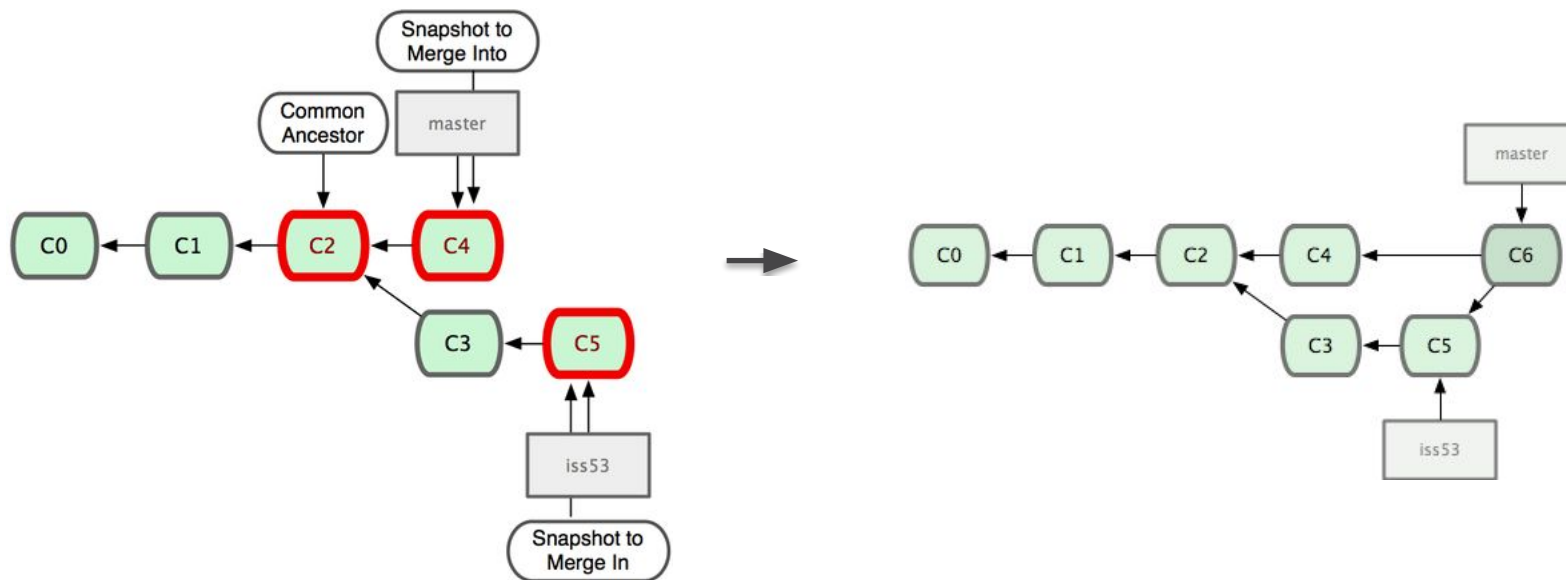 Snapshot to
Merge Into
Common
Ancestor
master
C0
C1
C2
C4
C3
C5
iss53
Snapshot to
Merge In
master
C0
C1
C2
C4
C6
C3
C5
iss53